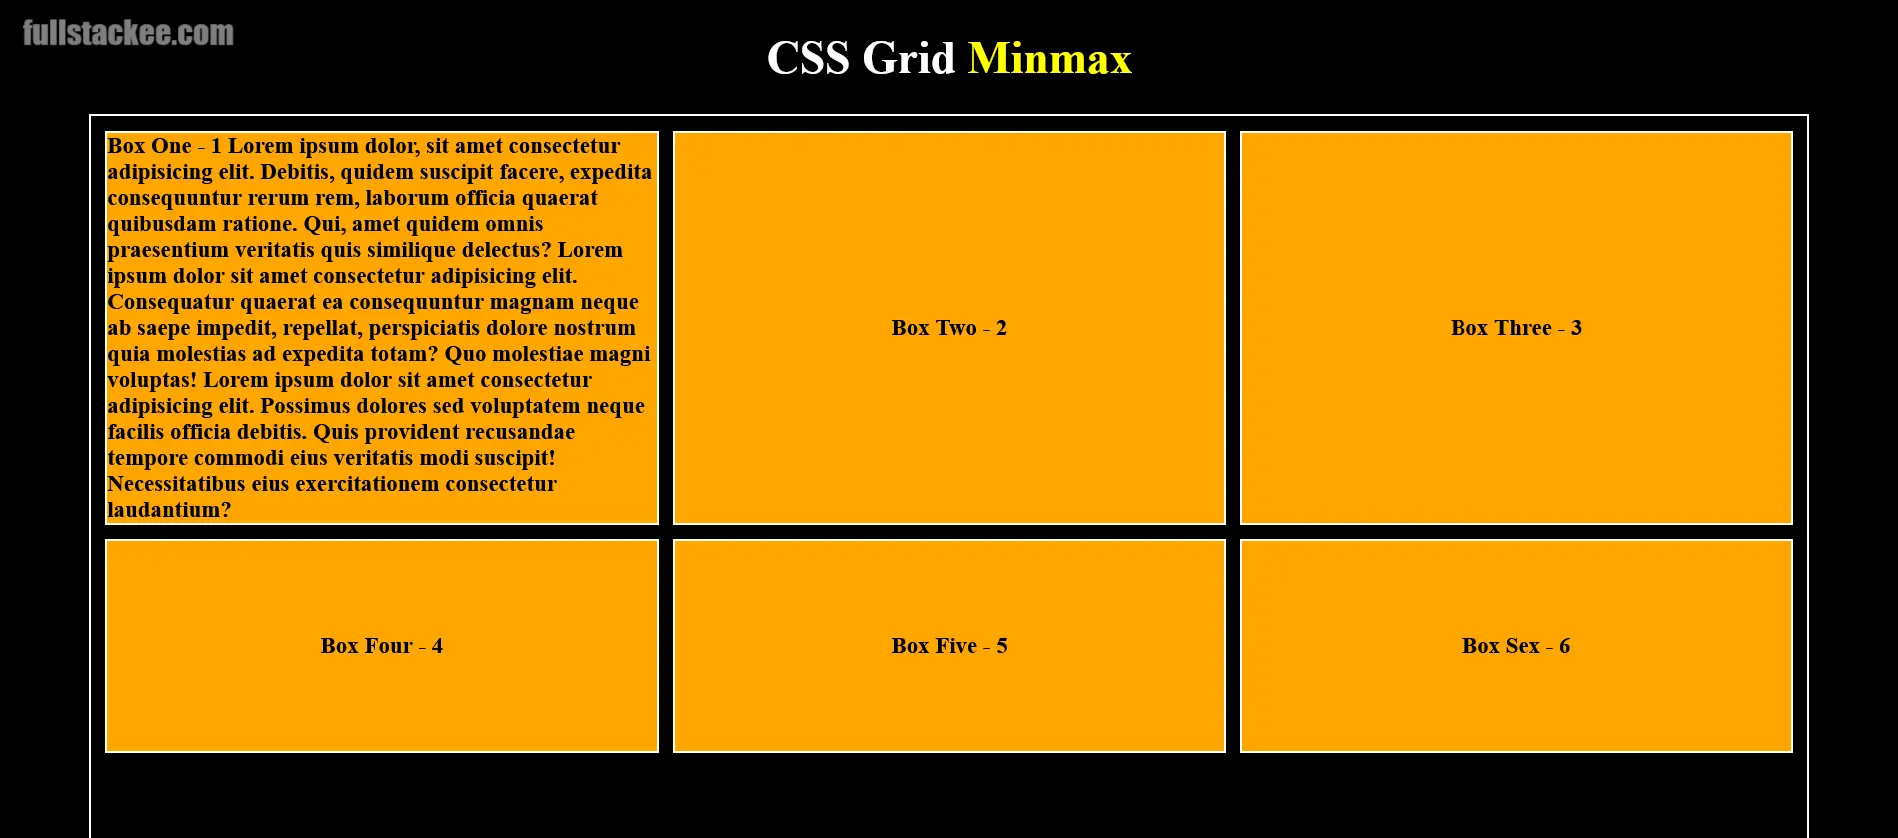 fullstackee.com
CSS Grid Minmax
Box One - 1 Lorem ipsum dolor, sit amet consectetur
adipisicing elit. Debitis, quidem suscipit facere, expedita
consequuntur rerum rem, laborum officia quaerat
quibusdam ratione. Qui, amet quidem omnis
praesentium veritatis quis similique delectus? Lorem
ipsum dolor sit amet consectetur adipisicing elit.
Consequatur quaerat ea consequuntur magnam neque
ab saepe impedit, repellat, perspiciatis dolore nostrum
quia molestias ad expedita totam? Quo molestiae magni
voluptas! Lorem ipsum dolor sit amet consectetur
adipisicing elit. Possimus dolores sed voluptatem neque
facilis officia debitis. Quis provident recusandae
tempore commodi eius veritatis modi suscipit!
Necessitatibus eius exercitationem consectetur
laudantium?
Box Two - 2
Box Three - 3
Box Four - 4
Box Five - 5
Box Sex - 6